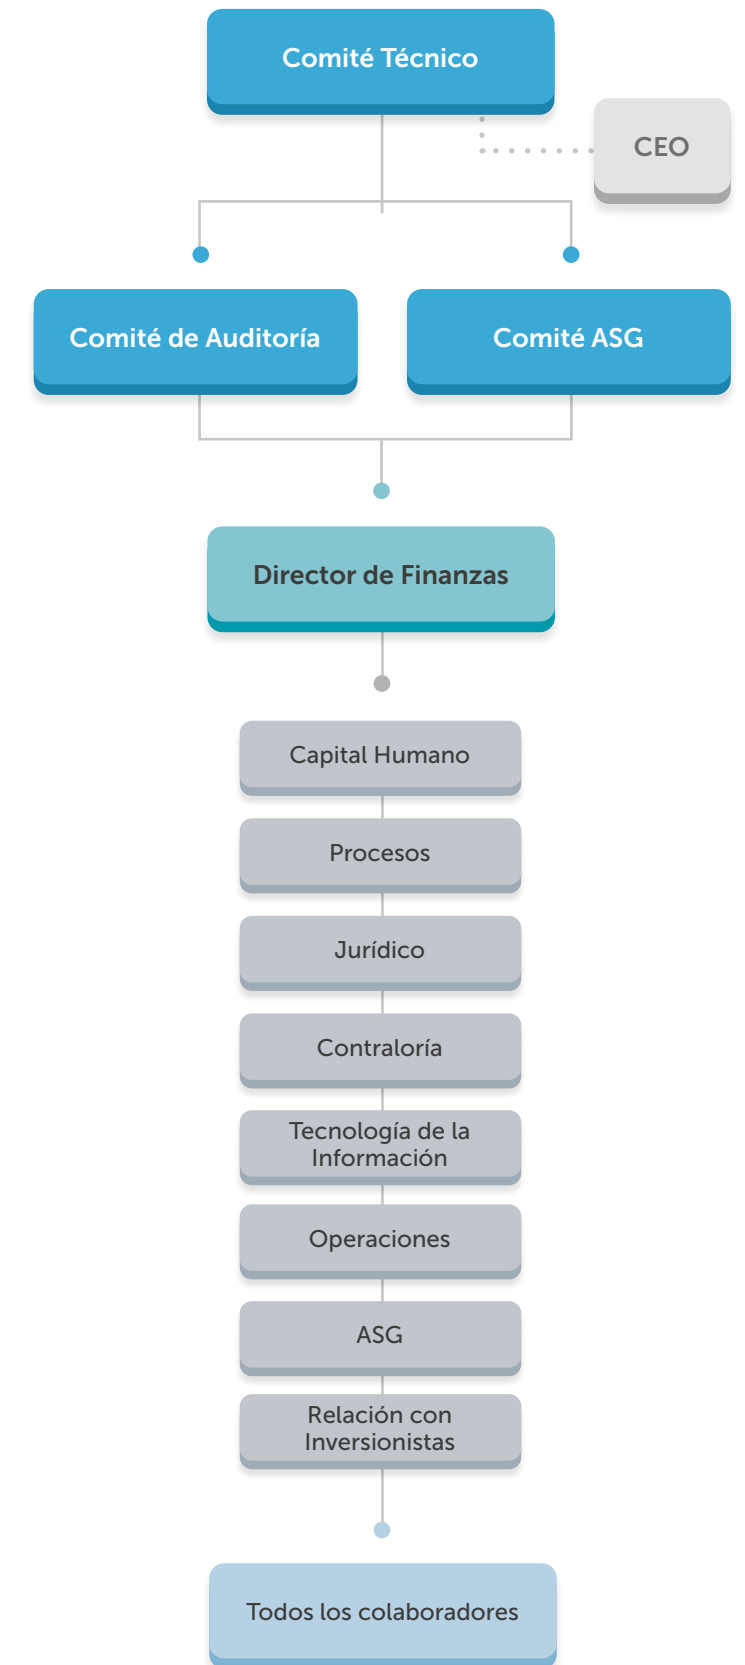 Comité Técnico
CEO
Comité de Auditoría
Comité ASG
Director de Finanzas
Capital Humano
Procesos
Jurídico
Contraloría
Tecnología de la
Información
Operaciones
ASG
Relación con
Inversionistas
Todos los colaboradores